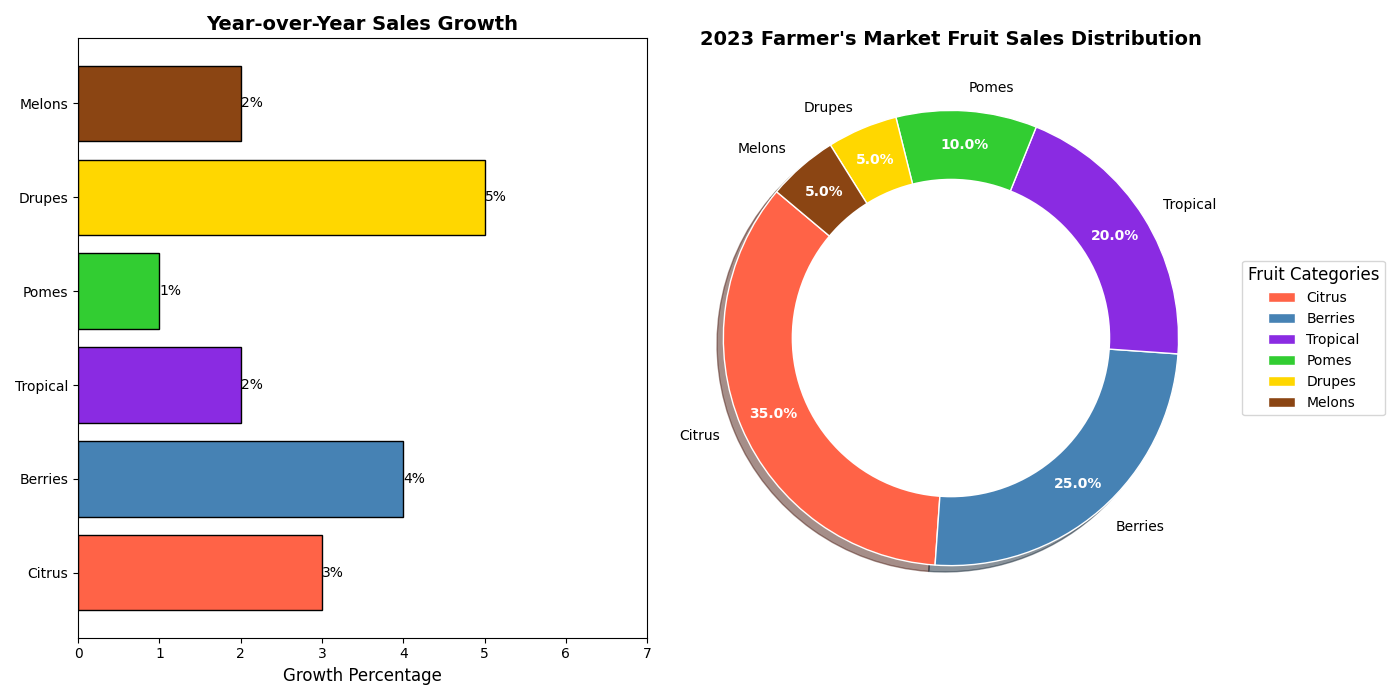 Year-over-Year Sales Growth
Melons
2%
Drupes
5%
Pomes
1%
Tropical
2%
Berries
4%
Citrus
3%
0 1 2 3 4 5 6 7
Growth Percentage
2023 Farmer's Market Fruit Sales Distribution
Pomes
10.0%
Drupes
5.0%
Melons
5.0%
Tropical
20.0%
Citrus
35.0%
Berries
25.0%
Fruit Categories
Citrus
Berries
Tropical
Pomes
Drupes
Melons